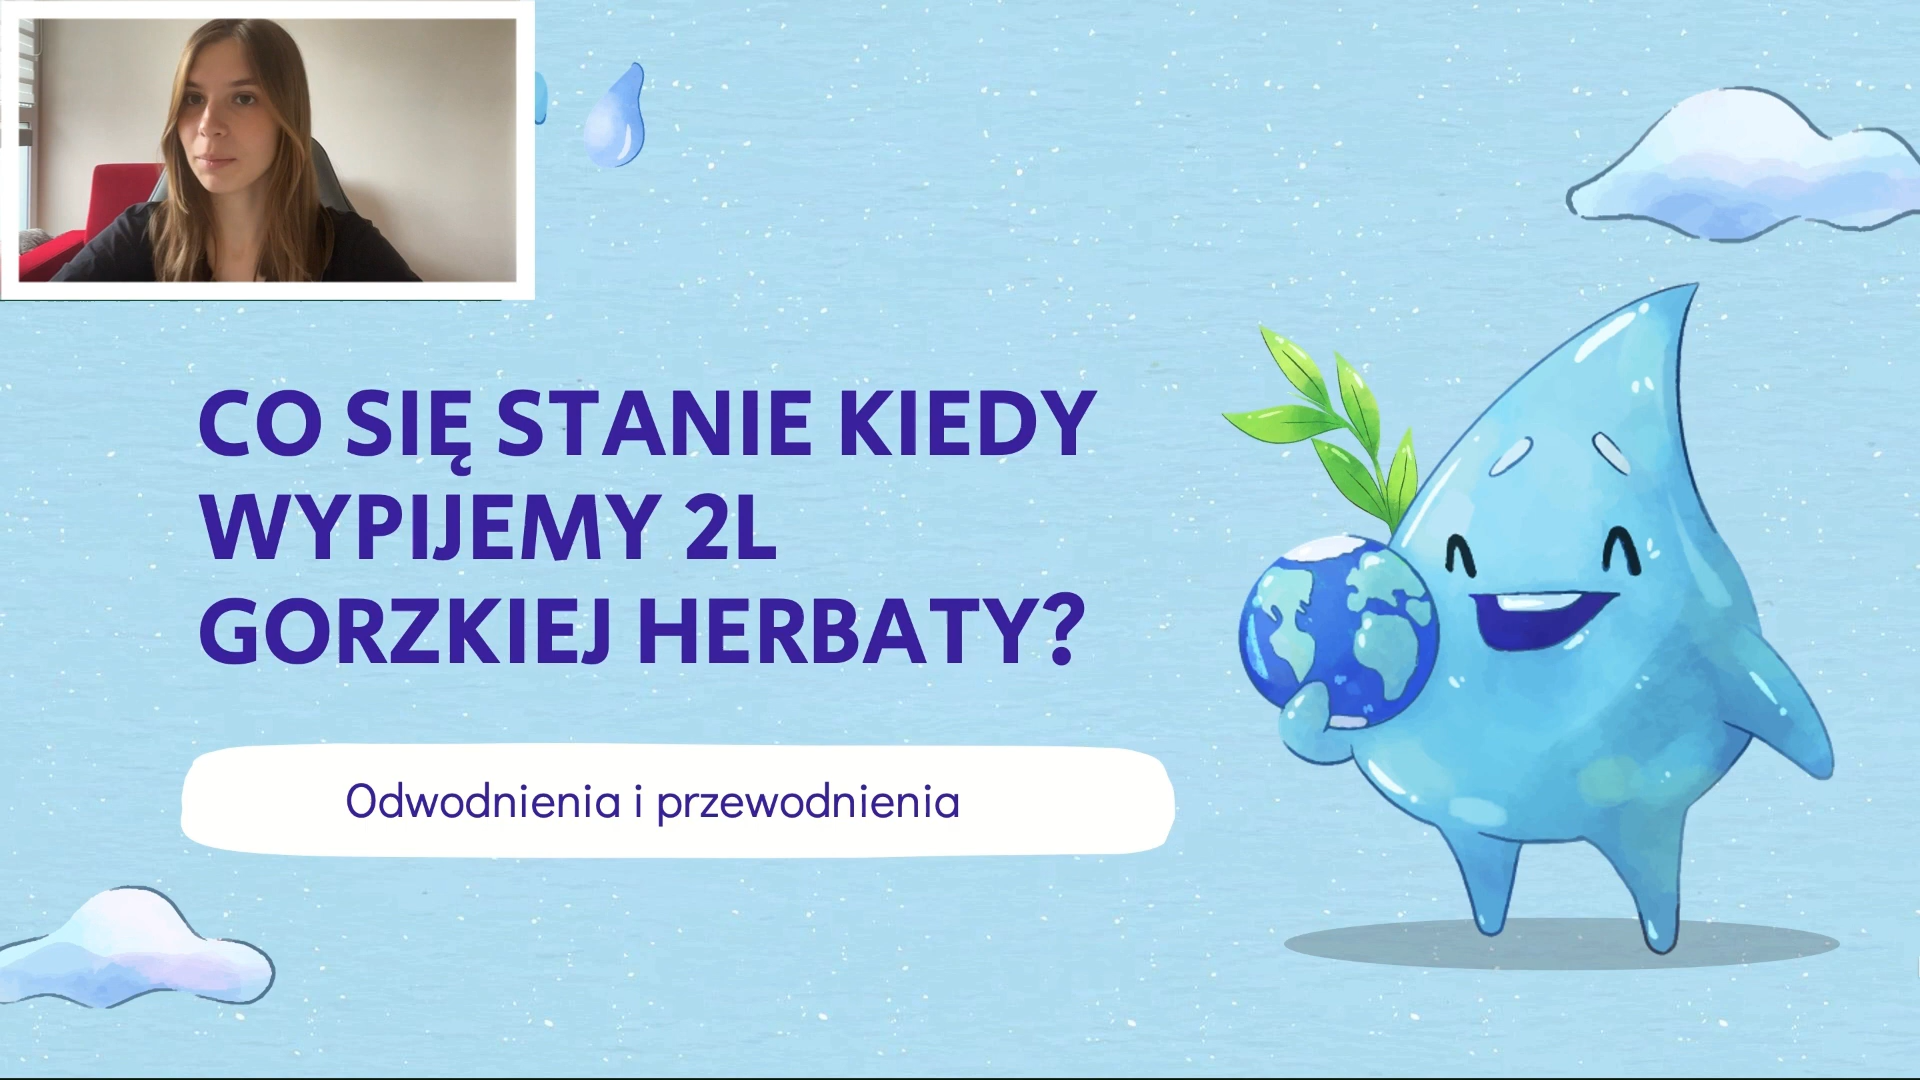 CO SIĘ STANIE KIEDY
WYPIJEMY 2L
GORZKIEJ HERBATY?
Odwodnienia i przewodnienia